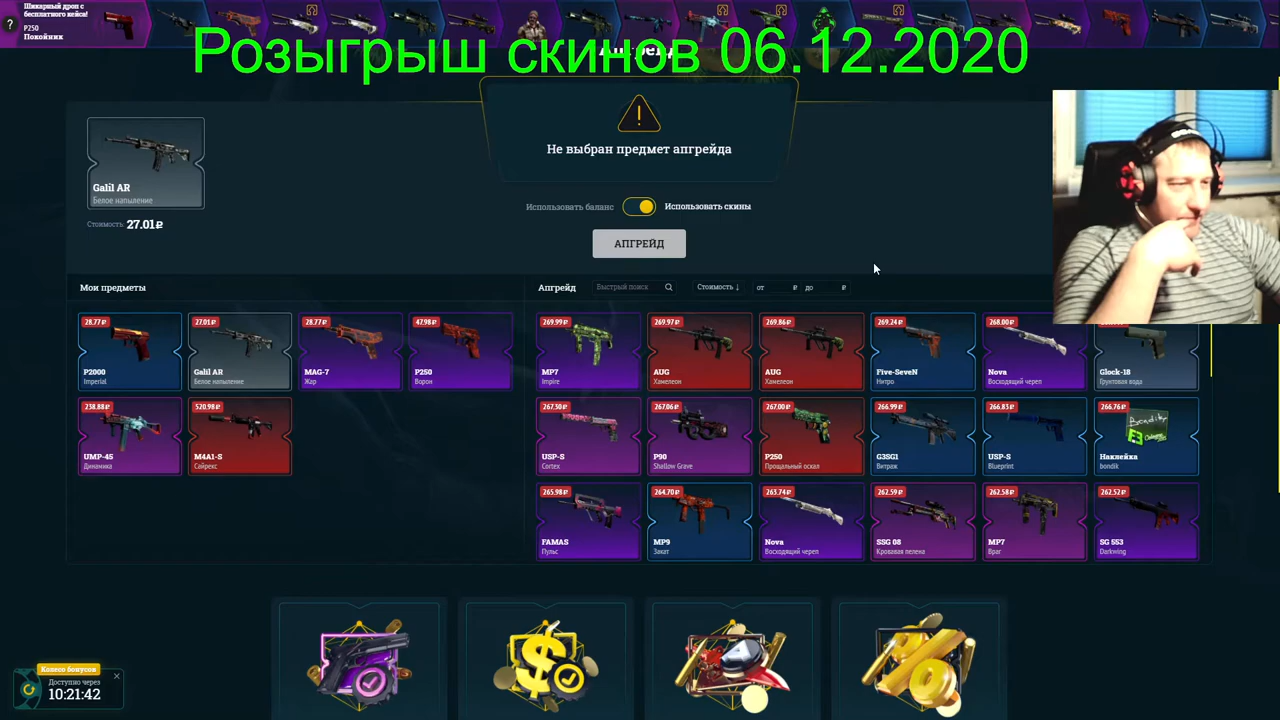 Шикарный дроп с
бесплатного кейса!
P250
Покойник
Розыгрыш скинов 06.12.2020
Апгрейд
Не выбран предмет апгрейда
Galil AR
Белое напыление
Стоимость: 27.01₽
Использовать баланс Использовать скины
АПГРЕЙД
Мои предметы
Апгрейд Быстрый поиск Стоимость ↓ от ₽ до ₽
28.77₽ 27.01₽ 28.77₽ 47.98₽
P2000 Galil AR MAG-7 P250
Imperial Белое напыление Жар Ворон
238.88₽ 520.98₽
UMP-45 M4A1-S
Динамика Сайрекс
269.99₽ 269.97₽ 269.86₽ 269.24₽ 268.00₽
MP7 AUG AUG Five-SeveN Nova Glock-18
Impire Хамелеон Хамелеон Нитро Восходящий череп Грунтовая вода
267.30₽ 267.06₽ 267.00₽ 266.99₽ 266.83₽ 266.76₽
USP-S P90 P250 G3SG1 USP-S Наклейка
Cortex Shallow Grave Прощальный оскал Витраж Blueprint bondik
265.98₽ 264.70₽ 263.74₽ 262.59₽ 262.58₽ 262.52₽
FAMAS MP9 Nova SSG 08 MP7 SG 553
Пульс Закат Восходящий череп Кровавая пелена Враг Darkwing
Колесо бонусов
Доступно через
10:21:42